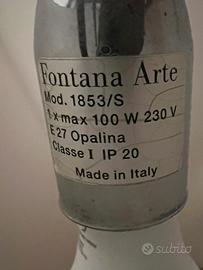 Fontana Arte
Mod. 1853/S
1 x max 100 W 230 V
E 27 Opalina
Classe I IP 20
Made in Italy
subito